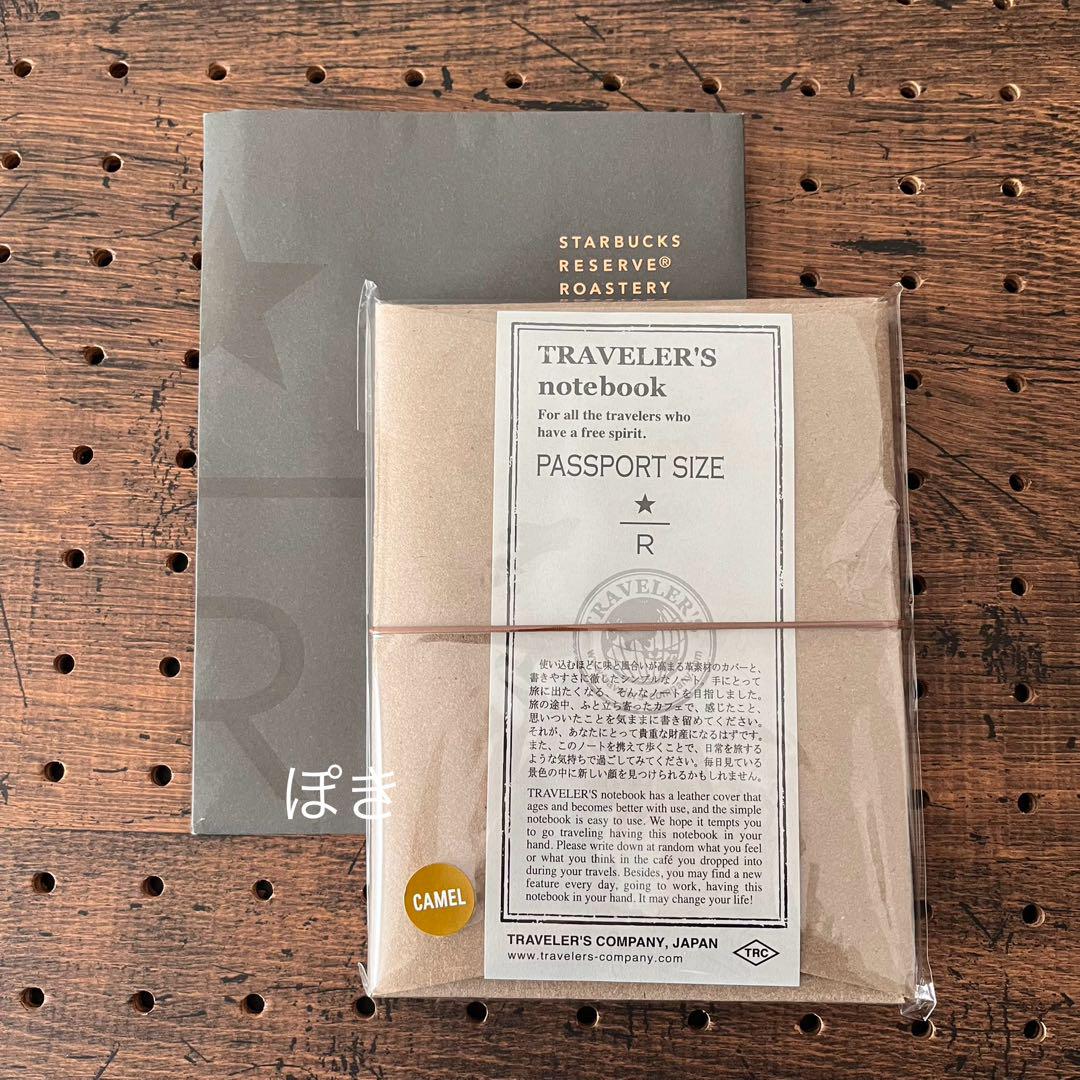 STARBUCKS
RESERVE®
ROASTERY
TRAVELER'S
notebook
For all the travelers who
have a free spirit.
PASSPORT SIZE
R
TRAVELER'S
使い込むほどに味と風合いが高まる革素材のカバーと、
書きやすさに徹したシンプルなノート。手にとって
旅に出たくなる、そんなノートを目指しました。
旅の途中、ふと立ち寄ったカフェで、感じたこと、
思いついたことを気ままに書き留めてください。
それが、あなたにとって貴重な財産になるはずです。
また、このノートを携えて歩くことで、日常を旅する
ような気持ちで過ごしてみてください。毎日見ている
景色の中に新しい顔を見つけられるかもしれません。
TRAVELER'S notebook has a leather cover that
ages and becomes better with use, and the simple
notebook is easy to use. We hope it tempts you
to go traveling having this notebook in your
hand. Please write down at random what you feel
or what you think in the café you dropped into
during your travels. Besides, you may find a new
feature every day, going to work, having this
notebook in your hand. It may change your life!
TRAVELER'S COMPANY, JAPAN
www.travelers-company.com
TRC
CAMEL
R
ぽき